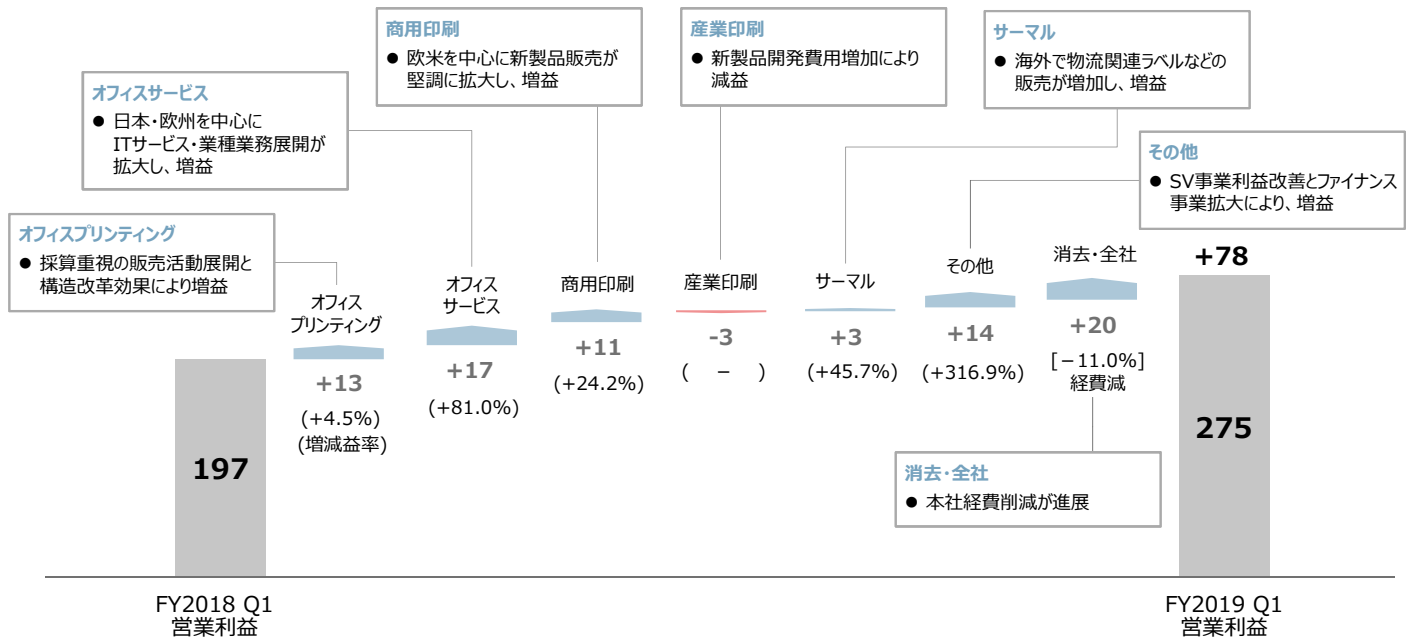 商用印刷
● 欧米を中心に新製品販売が
堅調に拡大し、増益
産業印刷
● 新製品開発費用増加により
減益
サーマル
● 海外で物流関連ラベルなどの
販売が増加し、増益
オフィスサービス
● 日本・欧州を中心に
ITサービス・業種業務展開が
拡大し、増益
その他
● SV事業利益改善とファイナンス
事業拡大により、増益
オフィスプリンティング
● 採算重視の販売活動展開と
構造改革効果により増益
オフィス
プリンティング
+13
(+4.5%)
(増減益率)
オフィス
サービス
+17
(+81.0%)
商用印刷
+11
(+24.2%)
産業印刷
-3
( － )
サーマル
+3
(+45.7%)
その他
+14
(+316.9%)
消去・全社
+20
[－11.0%]
経費減
+78
197
275
消去・全社
● 本社経費削減が進展
FY2018 Q1
営業利益
FY2019 Q1
営業利益